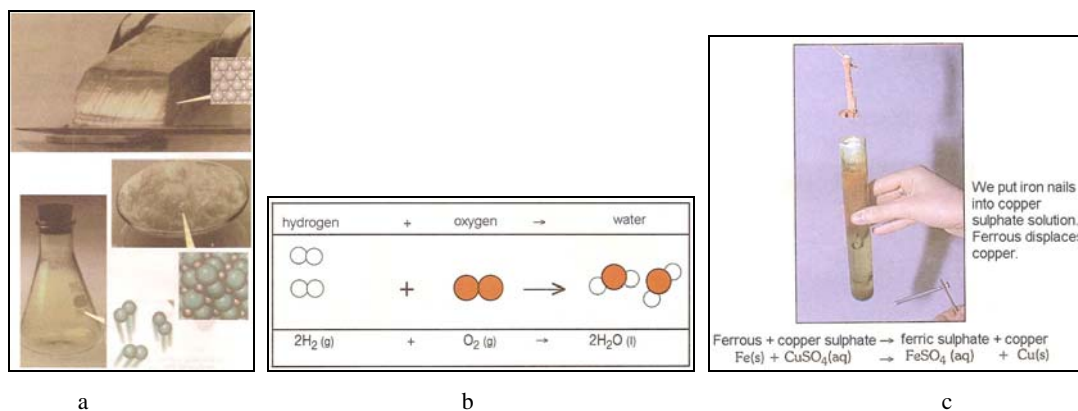 hydrogen + oxygen → water
+ →
2H₂ (g) + O₂ (g) → 2H₂O (l)
We put iron nails
into copper
sulphate solution.
Ferrous displaces
copper.
Ferrous + copper sulphate → ferric sulphate + copper
Fe(s) + CuSO₄(aq) → FeSO₄ (aq) + Cu(s)
a b c